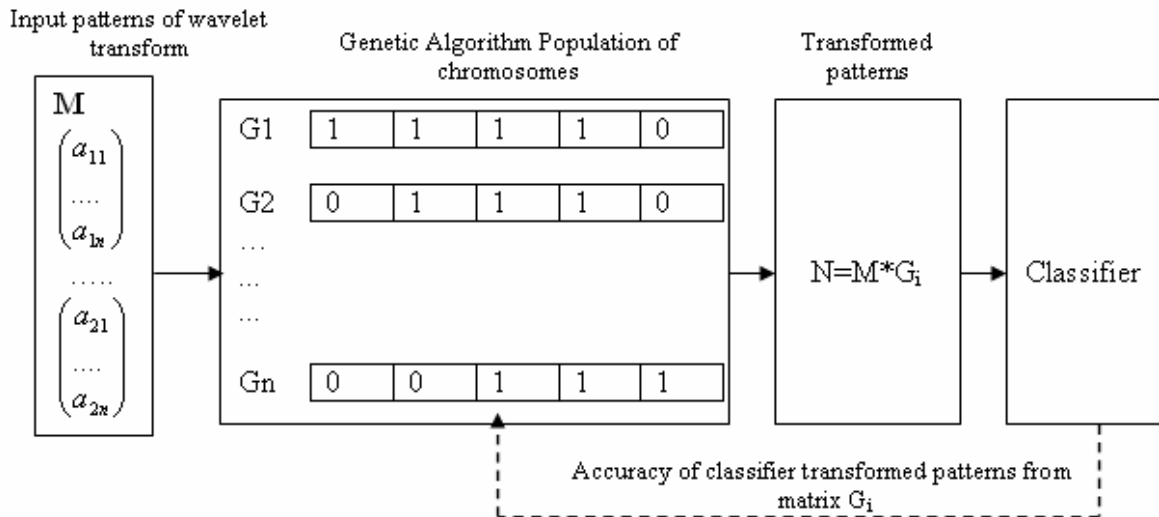 Input patterns of wavelet
transform
Genetic Algorithm Population of
chromosomes
Transformed
patterns
M
a₁₁
....
a₁ₙ
.....
a₂₁
....
a₂ₙ
G1 1 1 1 1 0
G2 0 1 1 1 0
...
...
...
Gn 0 0 1 1 1
N=M*Gᵢ
Classifier
Accuracy of classifier transformed patterns from
matrix Gᵢ